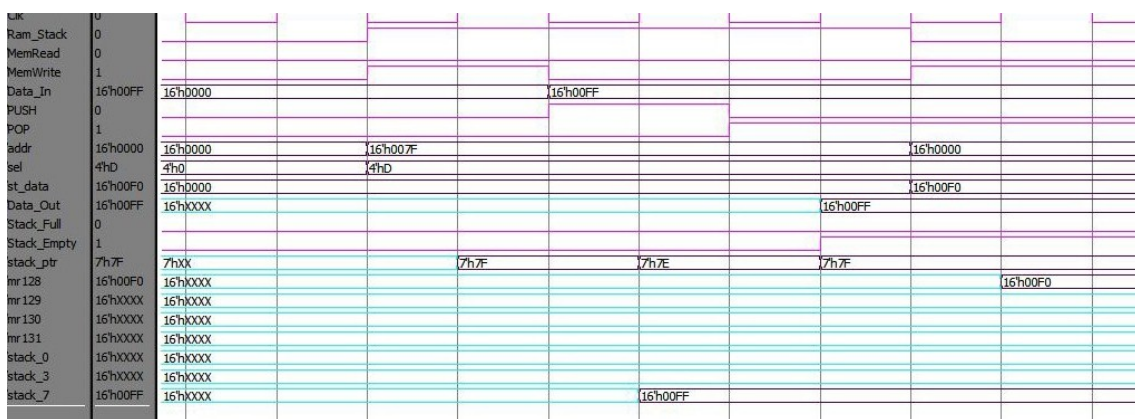 Clk 0
Ram_Stack 0
MemRead 0
MemWrite 1
Data_In 16'h00FF 16'h0000 16'h00FF
PUSH 0
POP 1
addr 16'h0000 16'h0000 16'h007F 16'h0000
sel 4'hD 4'h0 4'hD
st_data 16'h00F0 16'h0000 16'h00F0
Data_Out 16'h00FF 16'hXXXX 16'h00FF
Stack_Full 0
Stack_Empty 1
stack_ptr 7'h7F 7'hXX 7'h7F 7'h7E 7'h7F
mr128 16'h00F0 16'hXXXX 16'h00F0
mr129 16'hXXXX 16'hXXXX
mr130 16'hXXXX 16'hXXXX
mr131 16'hXXXX 16'hXXXX
stack_0 16'hXXXX 16'hXXXX
stack_3 16'hXXXX 16'hXXXX
stack_7 16'h00FF 16'hXXXX 16'h00FF